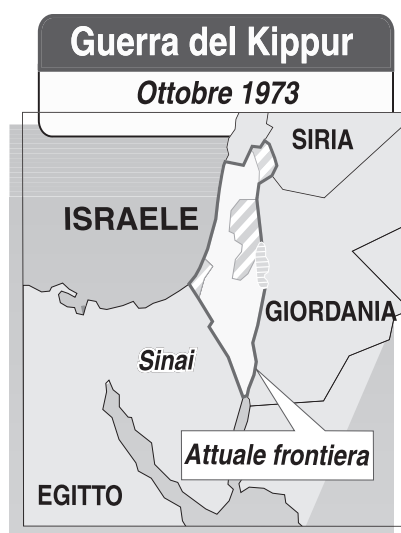 Guerra del Kippur
Ottobre 1973
SIRIA
ISRAELE
GIORDANIA
Sinai
Attuale frontiera
EGITTO